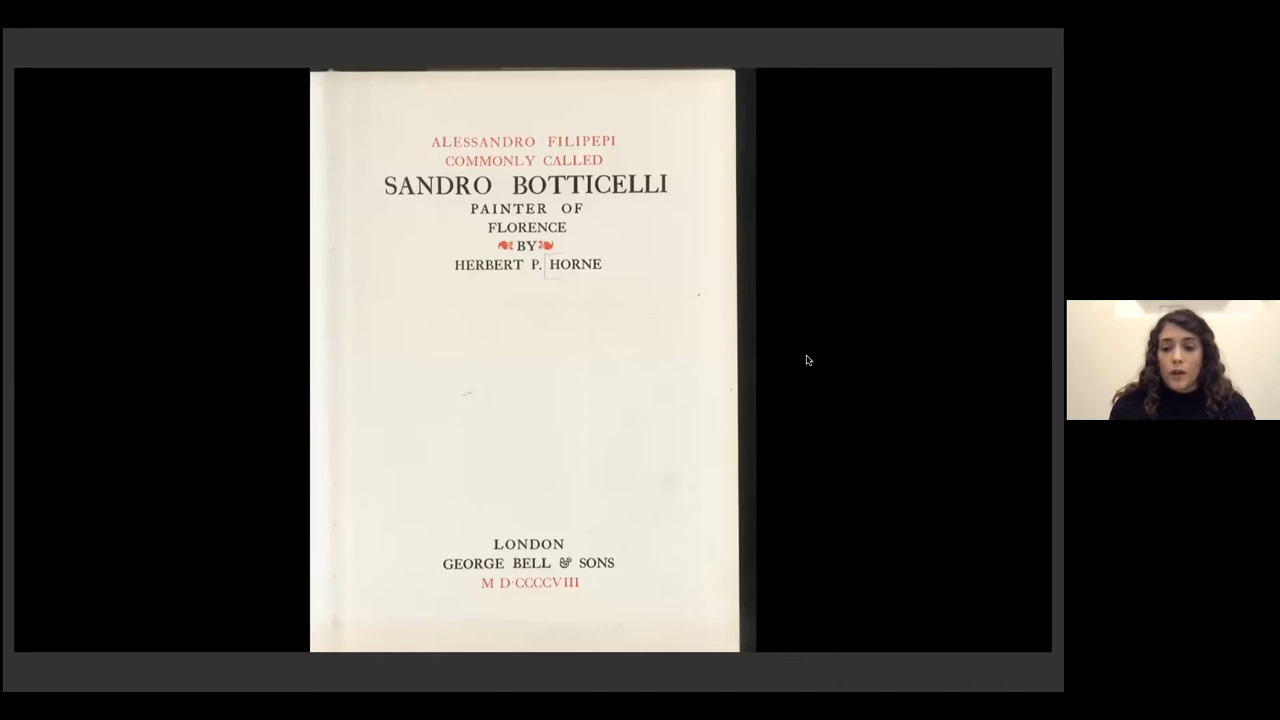 ALESSANDRO FILIPEPI
COMMONLY CALLED
SANDRO BOTTICELLI
PAINTER OF
FLORENCE
BY
HERBERT P. HORNE
LONDON
GEORGE BELL & SONS
M D·CCCCVIII